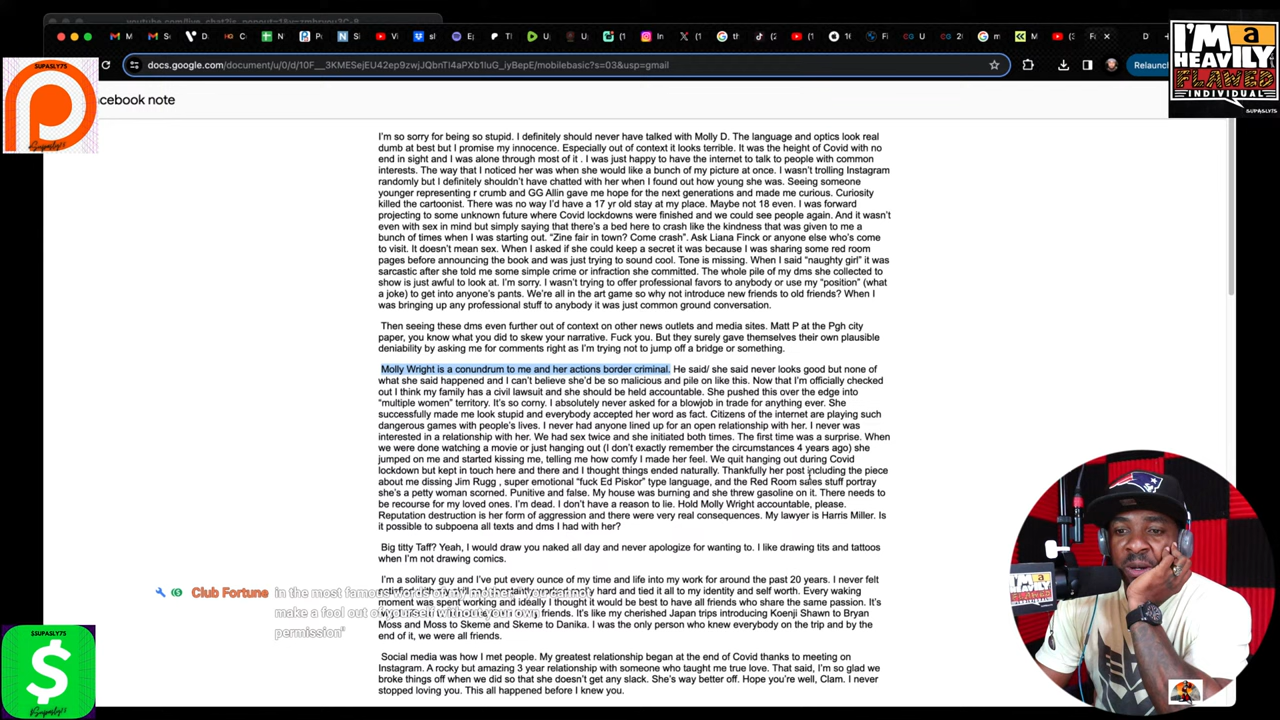 youtube.com/live_chat?is_popout=1&v=
docs.google.com/document/u/0/d/10F__3KMESejEU42ep9zwjJQbnTI4aPXb1IuG_iyBepE/mobilebasic?s=03&usp=gmail
Relaunch
SUPASLY75
I'M a
HEAVILY
FLAWED
INDIVIDUAL
SUPASLY75
cebook note
I'm so sorry for being so stupid. I definitely should never have talked with Molly D. The language and optics look real
dumb at best but I promise my innocence. Especially out of context it looks terrible. It was the height of Covid with no
end in sight and I was alone through most of it . I was just happy to have the internet to talk to people with common
interests. The way that I noticed her was when she would like a bunch of my picture at once. I wasn't trolling Instagram
randomly but I definitely shouldn't have chatted with her when I found out how young she was. Seeing someone
younger representing r crumb and GG Allin gave me hope for the next generations and made me curious. Curiosity
killed the cartoonist. There was no way I'd have a 17 yr old stay at my place. Maybe not 18 even. I was forward
projecting to some unknown future where Covid lockdowns were finished and we could see people again. And it wasn't
even with sex in mind but simply saying that there's a bed here to crash like the kindness that was given to me a
bunch of times when I was starting out. "Zine fair in town? Come crash". Ask Liana Finck or anyone else who's come
to visit. It doesn't mean sex. When I asked if she could keep a secret it was because I was sharing some red room
pages before announcing the book and was just trying to sound cool. Tone is missing. When I said "naughty girl" it was
sarcastic after she told me some simple crime or infraction she committed. The whole pile of my dms she collected to
show is just awful to look at. I'm sorry. I wasn't trying to offer professional favors to anybody or use my "position" (what
a joke) to get into anyone's pants. We're all in the art game so why not introduce new friends to old friends? When I
was bringing up any professional stuff to anybody it was just common ground conversation.
Then seeing these dms even further out of context on other news outlets and media sites. Matt P at the Pgh city
paper, you know what you did to skew your narrative. Fuck you. But they surely gave themselves their own plausible
deniability by asking me for comments right as I'm trying not to jump off a bridge or something.
Molly Wright is a conundrum to me and her actions border criminal. He said/ she said never looks good but none of
what she said happened and I can't believe she'd be so malicious and pile on like this. Now that I'm officially checked
out I think my family has a civil lawsuit and she should be held accountable. She pushed this over the edge into
"multiple women" territory. It's so corny. I absolutely never asked for a blowjob in trade for anything ever. She
successfully made me look stupid and everybody accepted her word as fact. Citizens of the internet are playing such
dangerous games with people's lives. I never had anyone lined up for an open relationship with her. I never was
interested in a relationship with her. We had sex twice and she initiated both times. The first time was a surprise. When
we were done watching a movie or just hanging out (I don't exactly remember the circumstances 4 years ago) she
jumped on me and started kissing me, telling me how comfy I made her feel. We quit hanging out during Covid
lockdown but kept in touch here and there and I thought things ended naturally. Thankfully her post including the piece
about me dissing Jim Rugg , super emotional "fuck Ed Piskor" type language, and the Red Room sales stuff portray
she's a petty woman scorned. Punitive and false. My house was burning and she threw gasoline on it. There needs to
be recourse for my loved ones. I'm dead. I don't have a reason to lie. Hold Molly Wright accountable, please.
Reputation destruction is her form of aggression and there were very real consequences. My lawyer is Harris Miller. Is
it possible to subpoena all texts and dms I had with her?
Big titty Taff? Yeah, I would draw you naked all day and never apologize for wanting to. I like drawing tits and tattoos
when I'm not drawing comics.
I'm a solitary guy and I've put every ounce of my time and life into my work for around the past 20 years. I never felt
hard and tied it all to my identity and self. Every waking
moment was spent working and ideally I thought it would be best to have all friends who share the same passion. It's
like my cherished Japan trips introducing Koenji Shawn to Bryan
Moss and Moss to Skeme and Skeme to Danika. I was the only person who knew everybody on the trip and by the
end of it, we were all friends.
Social media was how I met people. My greatest relationship began at the end of Covid thanks to meeting on
Instagram. A rocky but amazing 3 year relationship with someone who taught me true love. That said, I'm so glad we
broke things off when we did so that she doesn't get any slack. She's way better off. Hope you're well, Clam. I never
stopped loving you. This all happened before I knew you.
Club Fortune in the most famous words of my mother "you cannot
make a fool out of yourself without your own
permission"
$SUPASLY75
$
$Supasly75